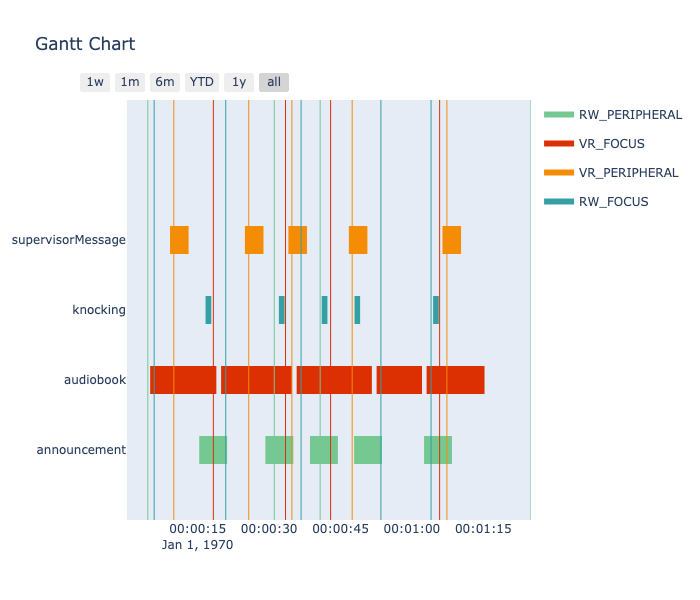 Gantt Chart
1w 1m 6m YTD 1y all
RW_PERIPHERAL
VR_FOCUS
VR_PERIPHERAL
RW_FOCUS
supervisorMessage
knocking
audiobook
announcement
00:00:15 00:00:30 00:00:45 00:01:00 00:01:15
Jan 1, 1970